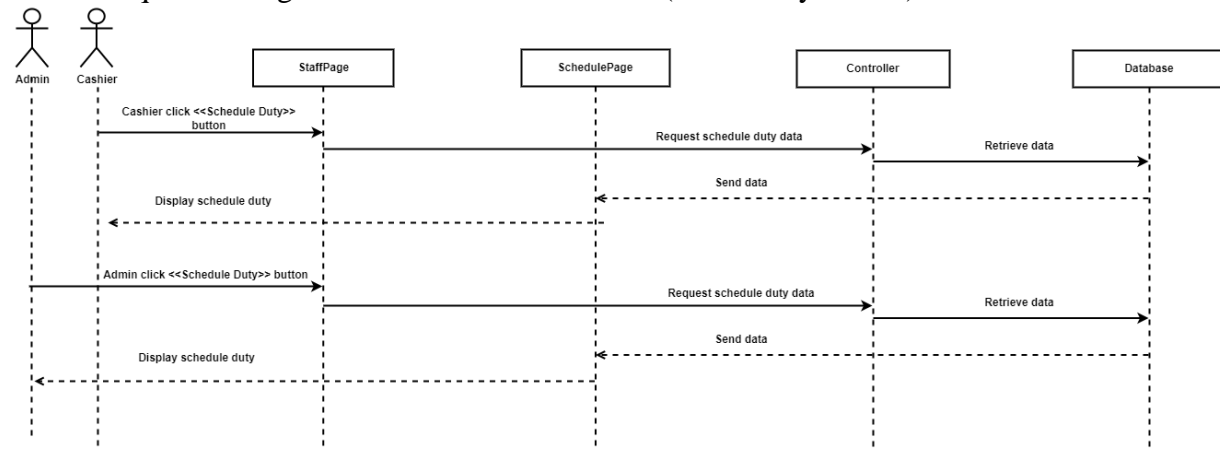 Admin
Cashier
StaffPage
SchedulePage
Controller
Database
Cashier click <<Schedule Duty>>
button
Request schedule duty data
Retrieve data
Send data
Display schedule duty
Admin click <<Schedule Duty>> button
Request schedule duty data
Retrieve data
Send data
Display schedule duty